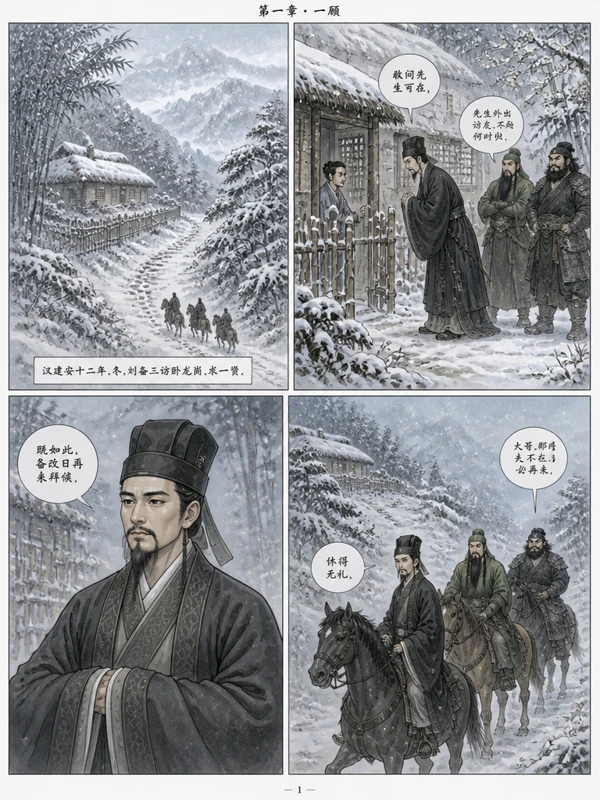 第一章·一顾
汉建安十二年，冬，刘备三访卧龙岗，求一贤。
敢问先
生可在，
先生外出
访友，不知
何时归。
既如此，
备改日再
来拜候。
大哥，那
夫不在
必再来。
休得
无礼，
— 1 —